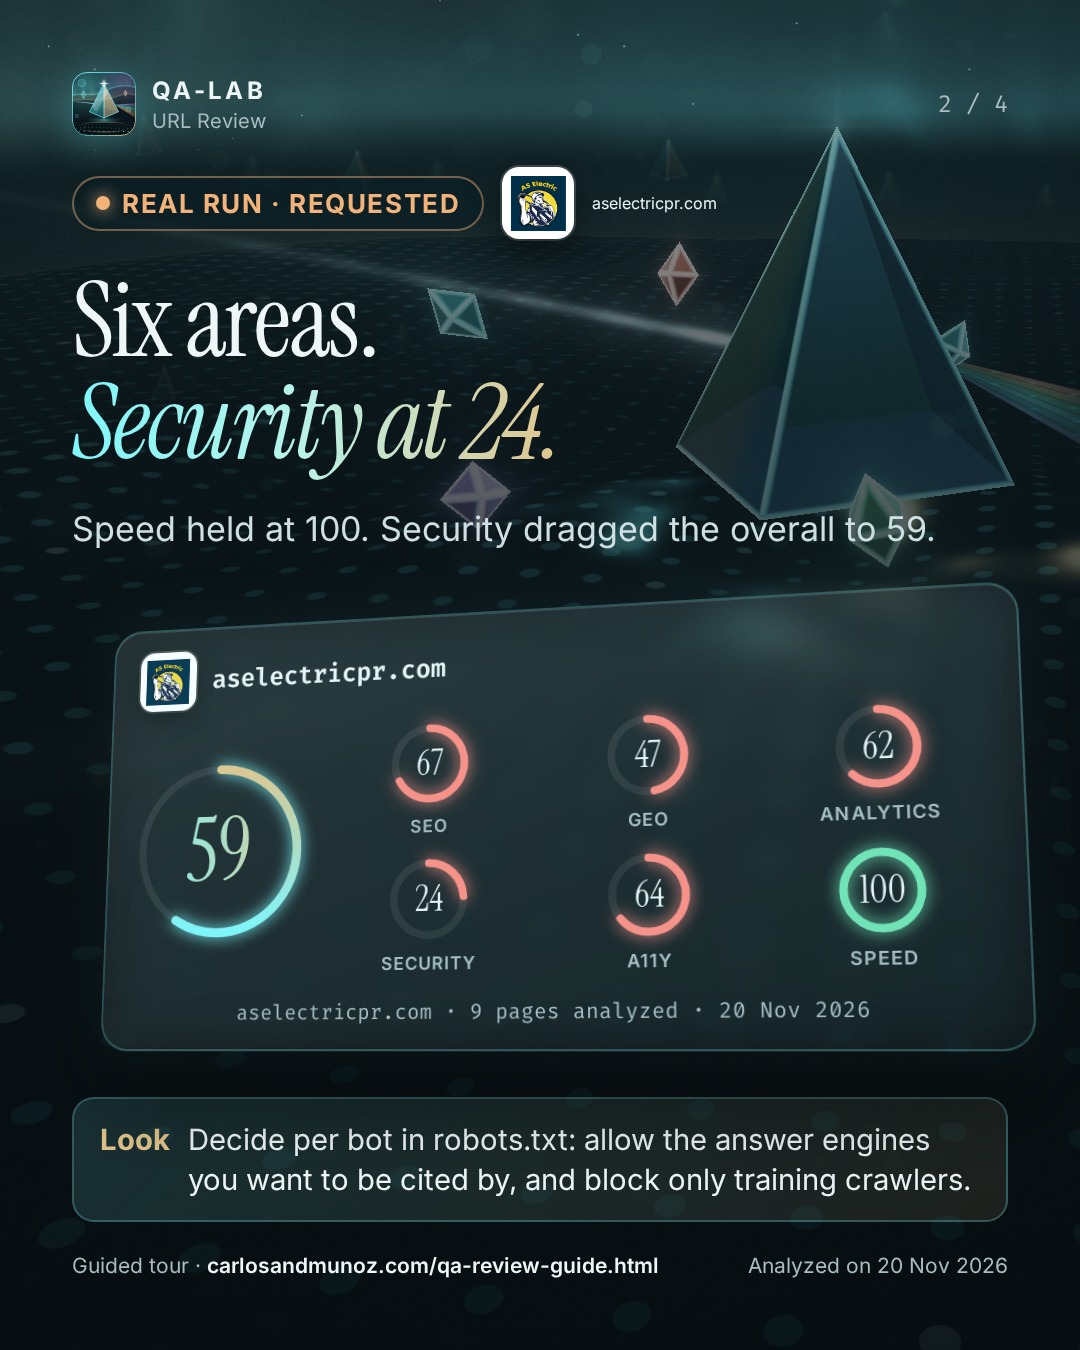 QA-LAB
URL Review
2 / 4
REAL RUN · REQUESTED
AS Electric
aselectricpr.com
Six areas.
Security at 24.
Speed held at 100. Security dragged the overall to 59.
AS Electric
aselectricpr.com
59
67
SEO
47
GEO
62
ANALYTICS
24
SECURITY
64
A11Y
100
SPEED
aselectricpr.com · 9 pages analyzed · 20 Nov 2026
Look Decide per bot in robots.txt: allow the answer engines
you want to be cited by, and block only training crawlers.
Guided tour · carlosandmunoz.com/qa-review-guide.html
Analyzed on 20 Nov 2026